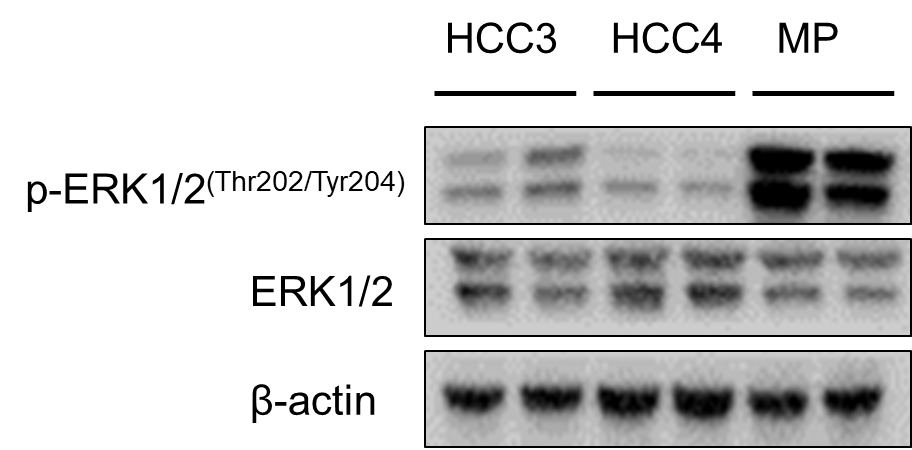 HCC3 HCC4 MP
p-ERK1/2(Thr202/Tyr204)
ERK1/2
β-actin